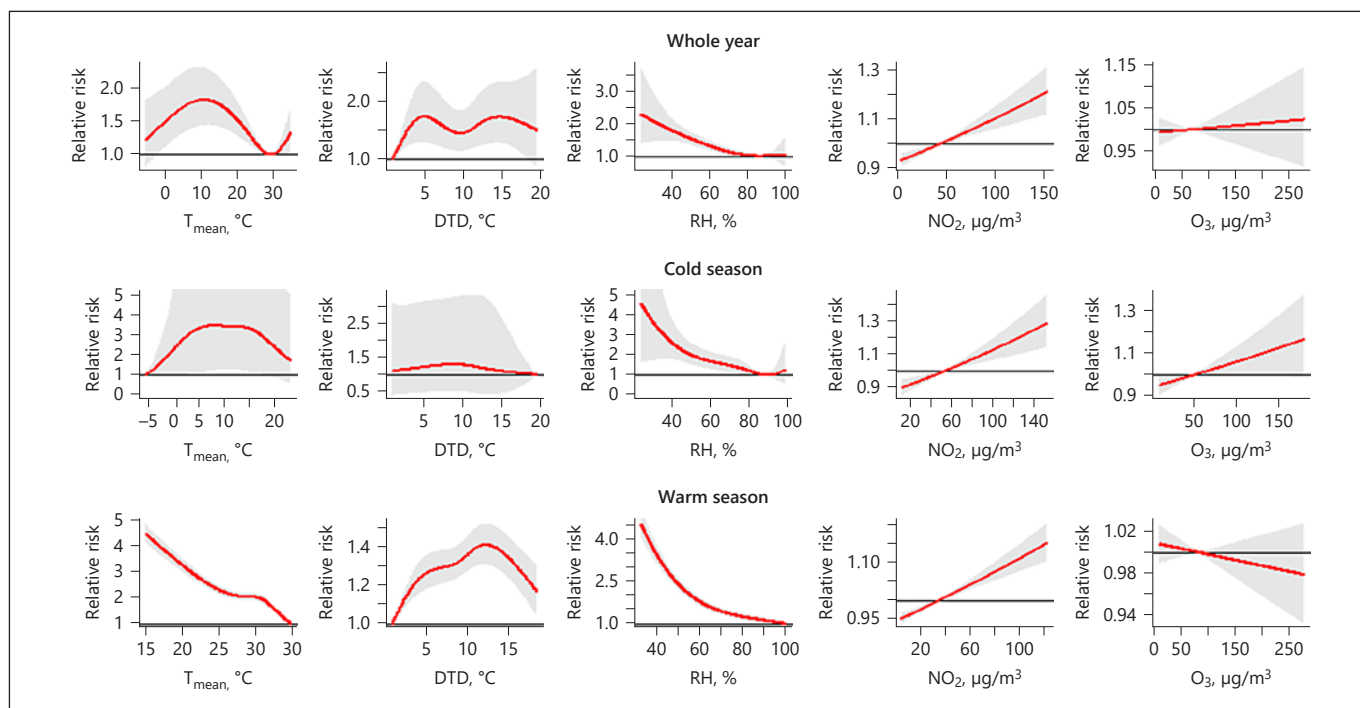 Whole year
Relative risk
2.0
1.5
1.0
0 10 20 30
Tmean, °C
Relative risk
2.0
1.5
1.0
5 10 15 20
DTD, °C
Relative risk
3.0
2.0
1.0
40 60 80 100
RH, %
Relative risk
1.3
1.1
0.9
0 50 100 150
NO2, µg/m³
Relative risk
1.15
1.05
0.95
0 50 150 250
O3, µg/m³
Cold season
Relative risk
5
4
3
2
1
0
–5 0 5 10 20
Tmean, °C
Relative risk
2.5
1.5
0.5
5 10 15 20
DTD, °C
Relative risk
5
4
3
2
1
0
40 60 80 100
RH, %
Relative risk
1.3
1.1
0.9
20 60 100 140
NO2, µg/m³
Relative risk
1.3
1.1
0.9
50 100 150
O3, µg/m³
Warm season
Relative risk
5
4
3
2
1
15 20 25 30 30
Tmean, °C
Relative risk
1.4
1.2
1.0
5 10 15
DTD, °C
Relative risk
4.0
2.5
1.0
40 60 80 100
RH, %
Relative risk
1.10
0.95
0 40 60 100
NO2, µg/m³
Relative risk
1.02
0.98
0.94
0 50 150 250
O3, µg/m³